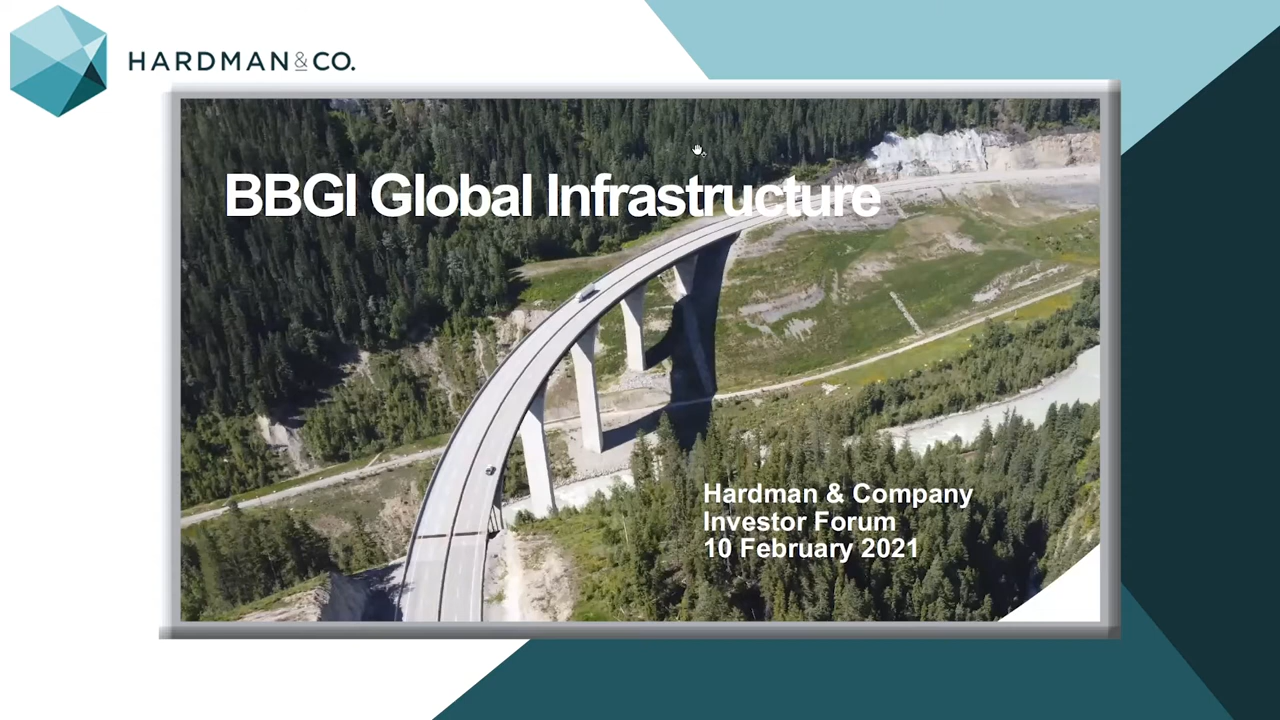 HARDMAN&CO.
BBGI Global Infrastructure
Hardman & Company
Investor Forum
10 February 2021